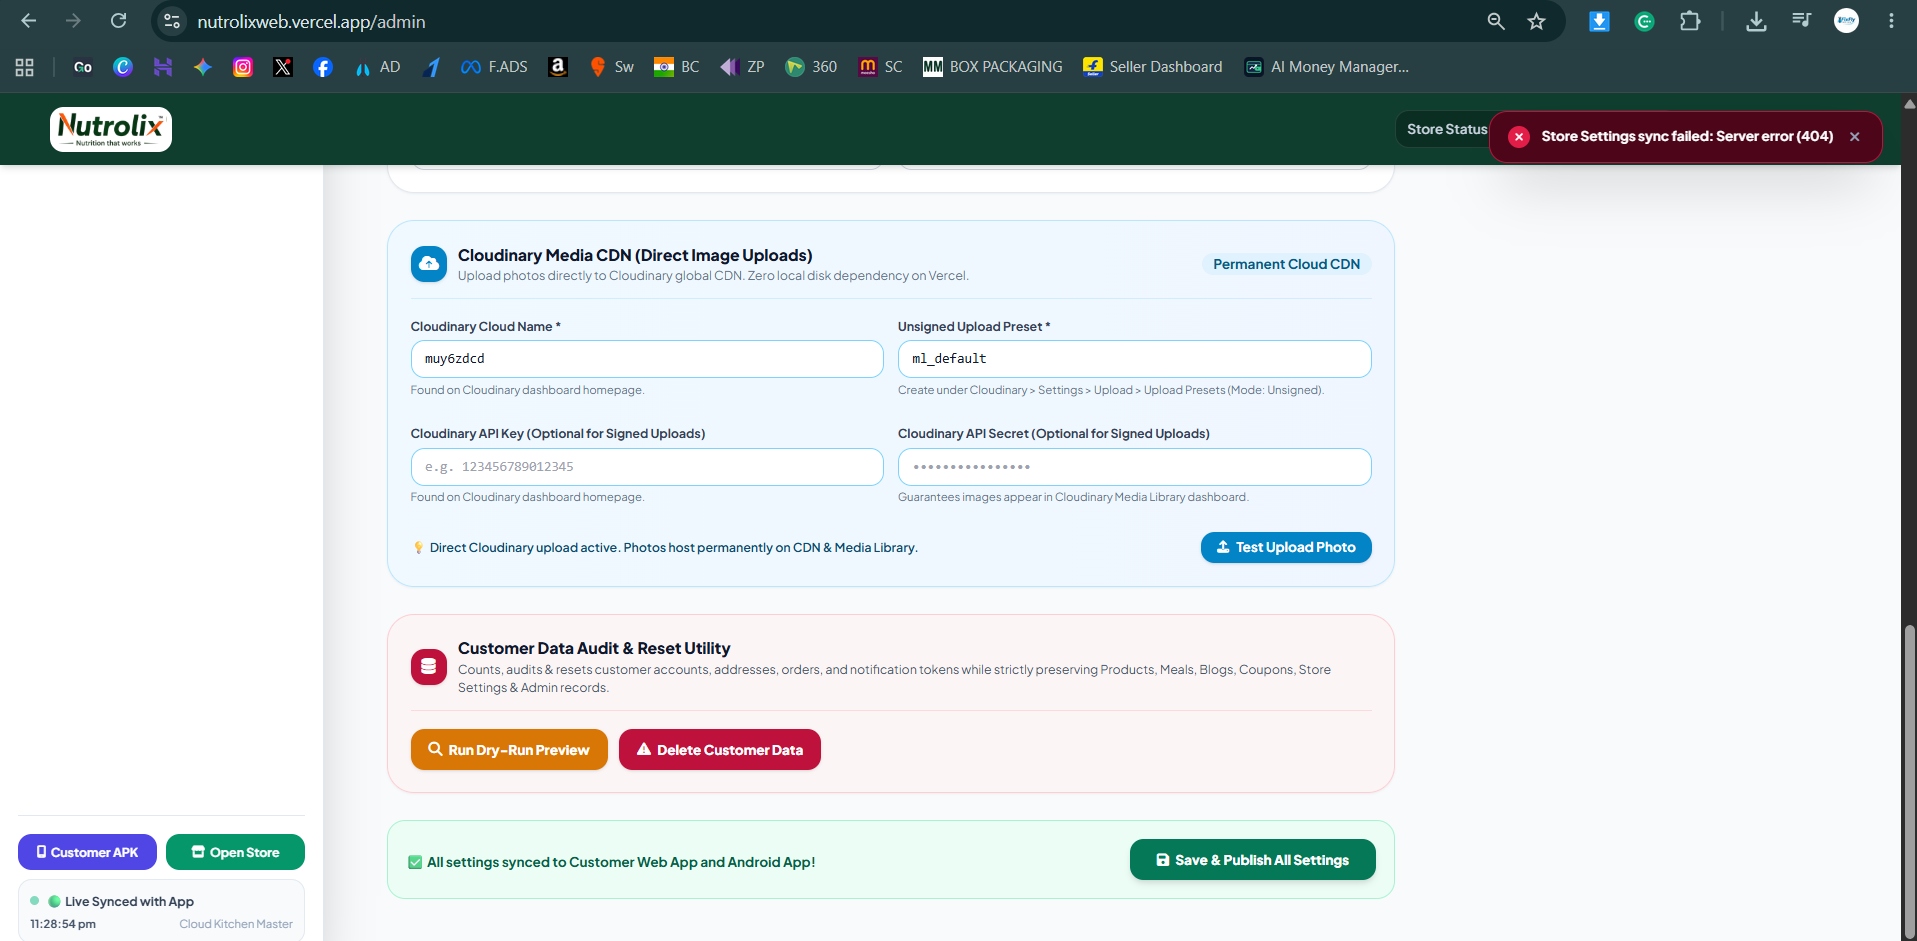 nutrolixweb.vercel.app/admin
Go
AD
F.ADS
Sw
BC
ZP
360
SC
MM BOX PACKAGING
Seller Dashboard
AI Money Manager...
Nutrolix
Nutrition that works
Store Status
Store Settings sync failed: Server error (404)
Cloudinary Media CDN (Direct Image Uploads)
Upload photos directly to Cloudinary global CDN. Zero local disk dependency on Vercel.
Permanent Cloud CDN
Cloudinary Cloud Name *
Unsigned Upload Preset *
muy6zdcd
ml_default
Found on Cloudinary dashboard homepage.
Create under Cloudinary > Settings > Upload > Upload Presets (Mode: Unsigned).
Cloudinary API Key (Optional for Signed Uploads)
Cloudinary API Secret (Optional for Signed Uploads)
e.g. 123456789012345
••••••••••••••••
Found on Cloudinary dashboard homepage.
Guarantees images appear in Cloudinary Media Library dashboard.
💡 Direct Cloudinary upload active. Photos host permanently on CDN & Media Library.
Test Upload Photo
Customer Data Audit & Reset Utility
Counts, audits & resets customer accounts, addresses, orders, and notification tokens while strictly preserving Products, Meals, Blogs, Coupons, Store
Settings & Admin records.
Run Dry-Run Preview
Delete Customer Data
✅ All settings synced to Customer Web App and Android App!
Save & Publish All Settings
Customer APK
Open Store
Live Synced with App
11:28:54 pm
Cloud Kitchen Master